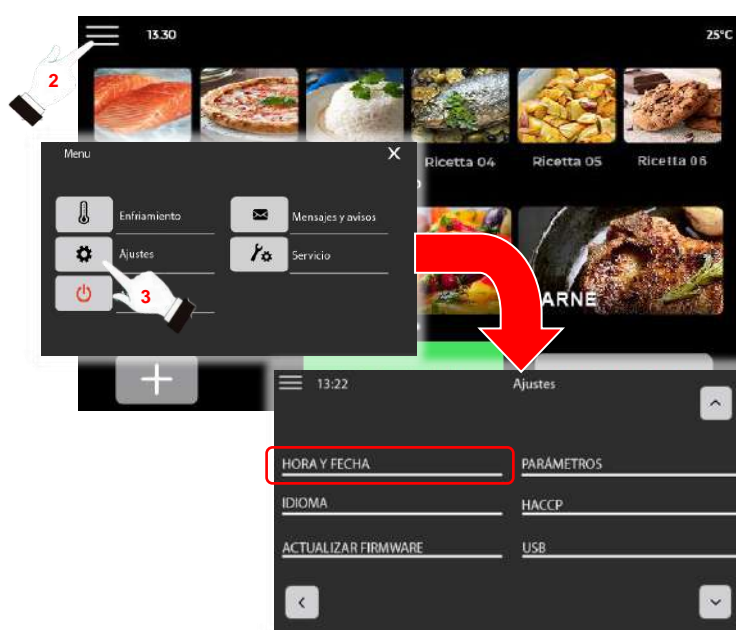 13.30
25°C
2
Ricetta 04
Ricetta 05
Ricetta 06
Menu
X
Enfriamiento
Mensajes y avisos
Ajustes
Servicio
3
ARNE
13:22
Ajustes
HORA Y FECHA
PARÁMETROS
IDIOMA
HACCP
ACTUALIZAR FIRMWARE
USB